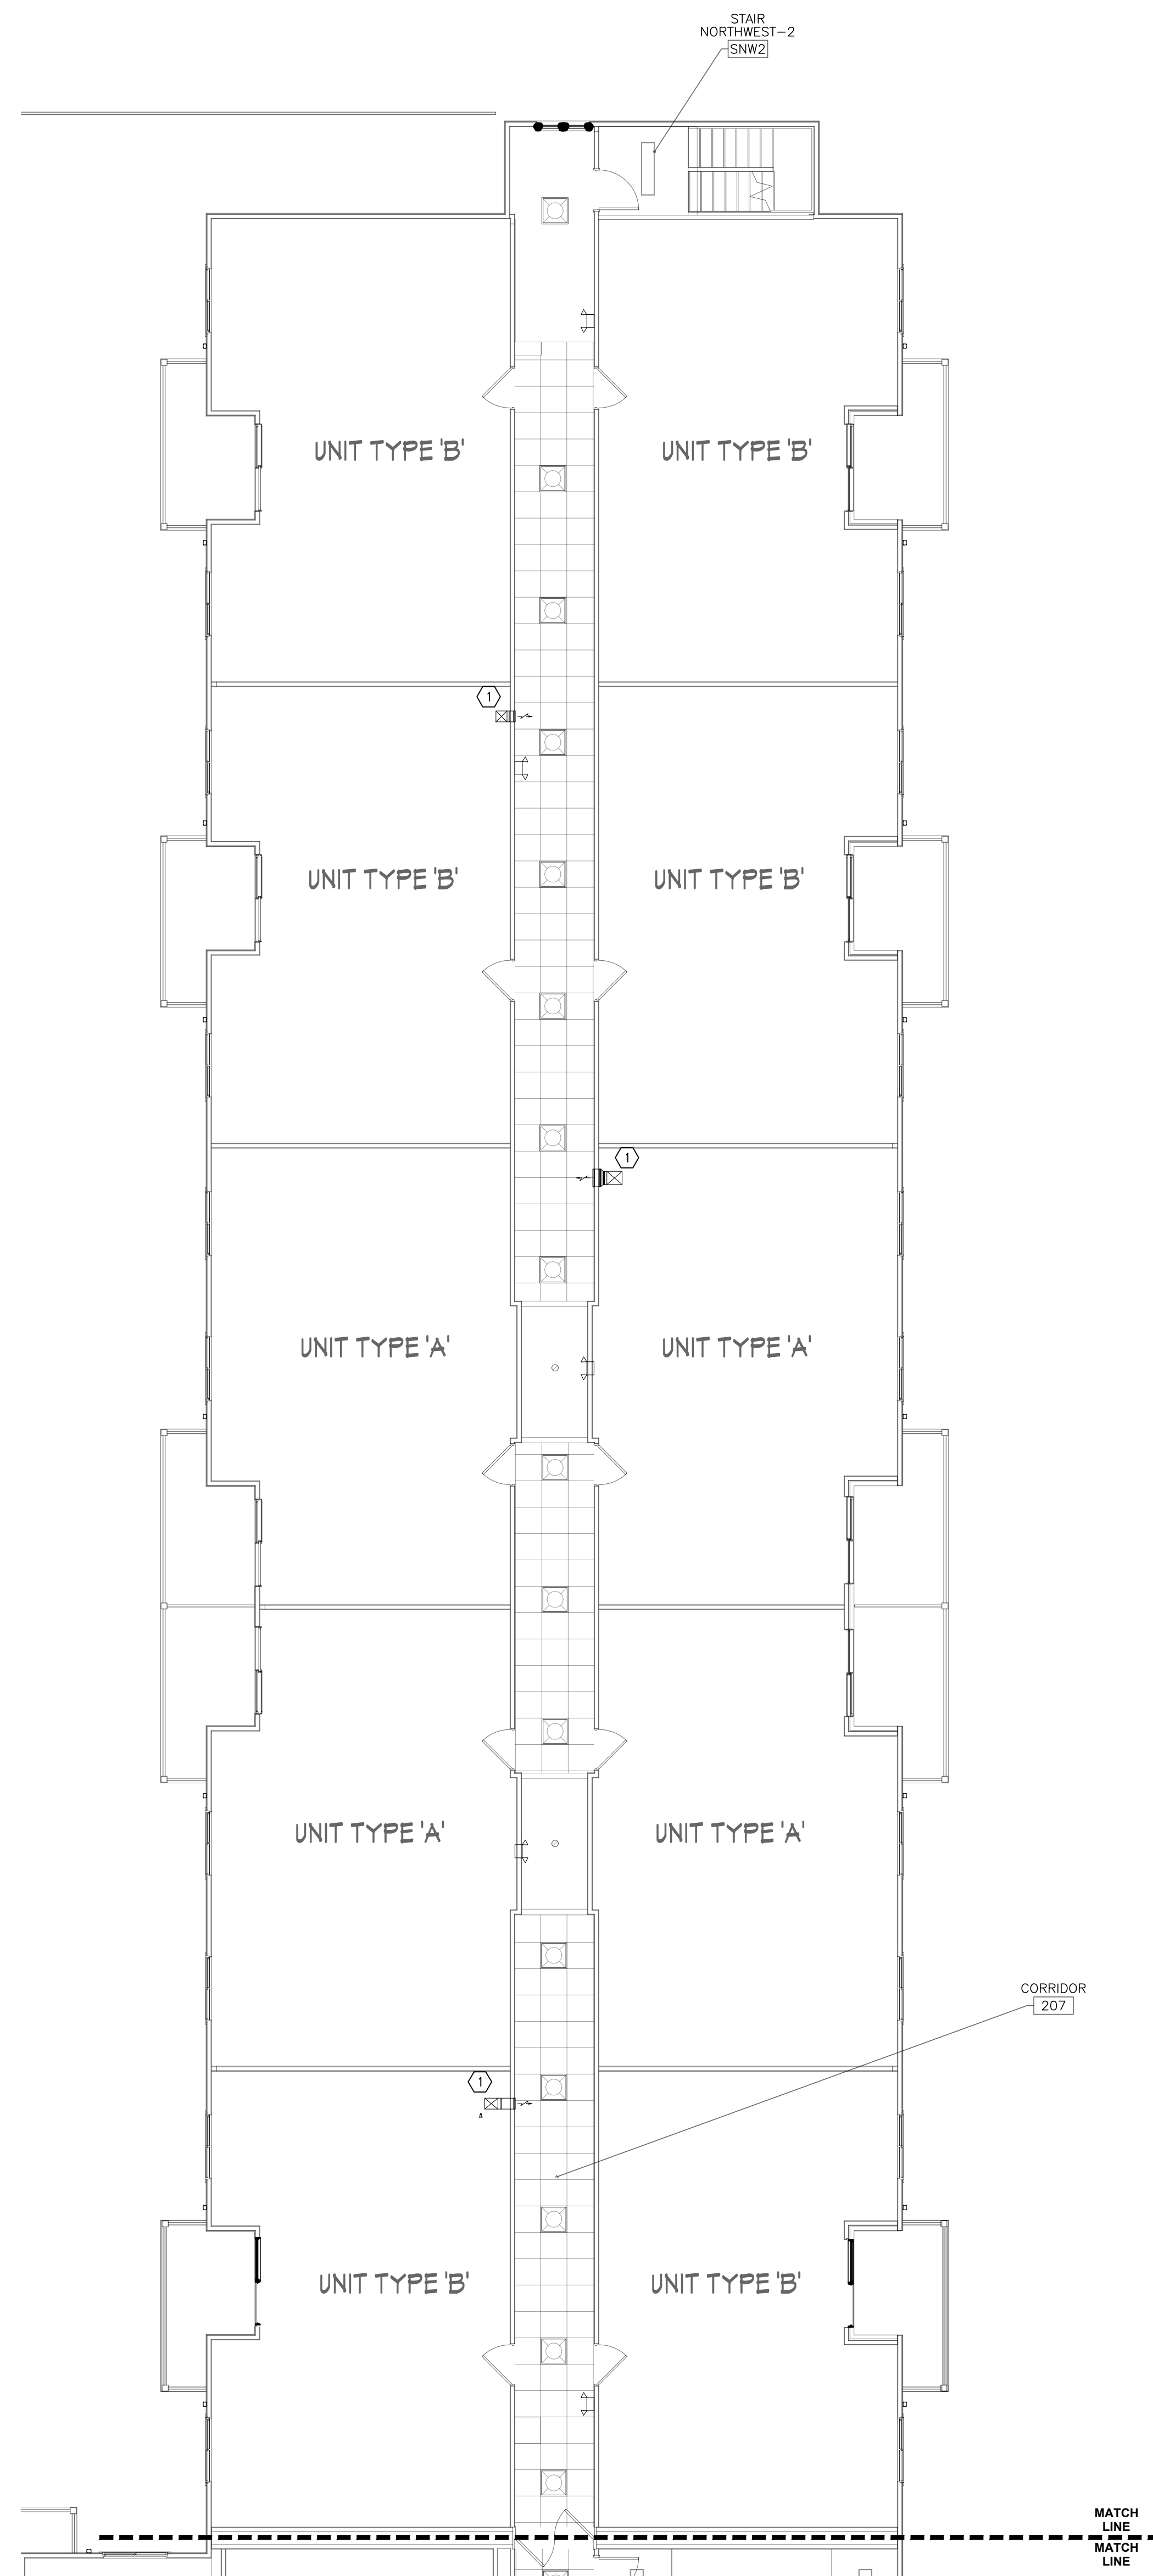 STAIR
NORTHWEST-2
SNW2
UNIT TYPE 'B'
UNIT TYPE 'B'
1
UNIT TYPE 'B'
UNIT TYPE 'B'
1
UNIT TYPE 'A'
UNIT TYPE 'A'
UNIT TYPE 'A'
UNIT TYPE 'A'
CORRIDOR
207
1
UNIT TYPE 'B'
UNIT TYPE 'B'
MATCH
LINE
MATCH
LINE